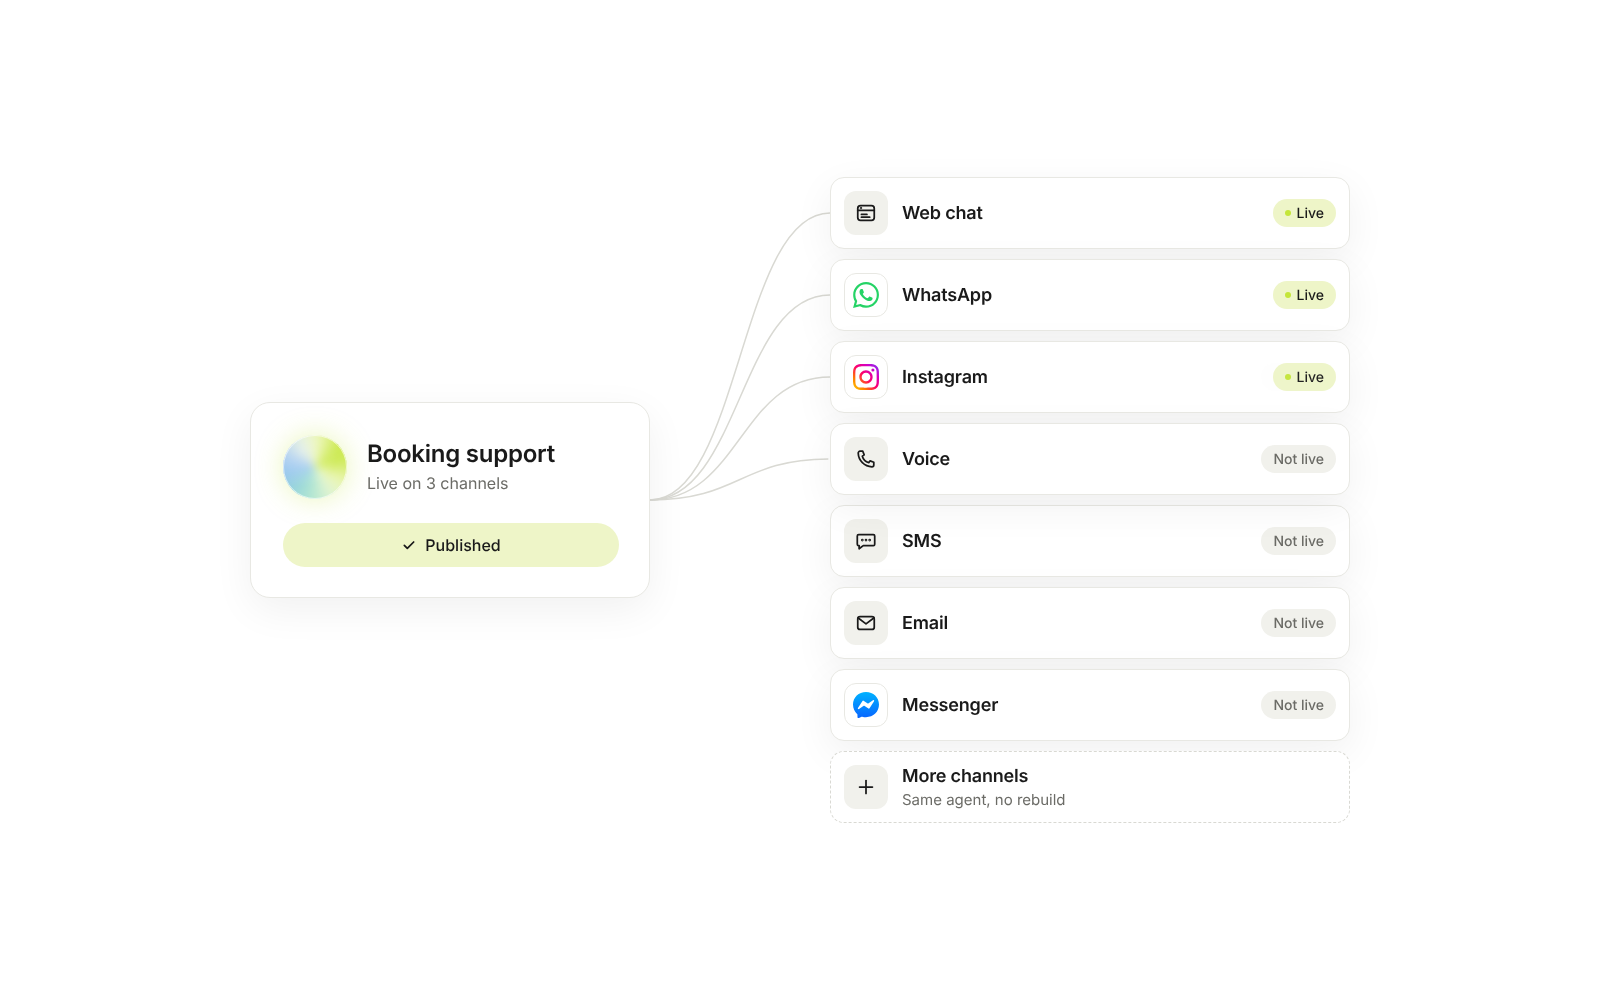 Booking support
Live on 3 channels
Published
Web chat
Live
WhatsApp
Live
Instagram
Live
Voice
Not live
SMS
Not live
Email
Not live
Messenger
Not live
More channels
Same agent, no rebuild